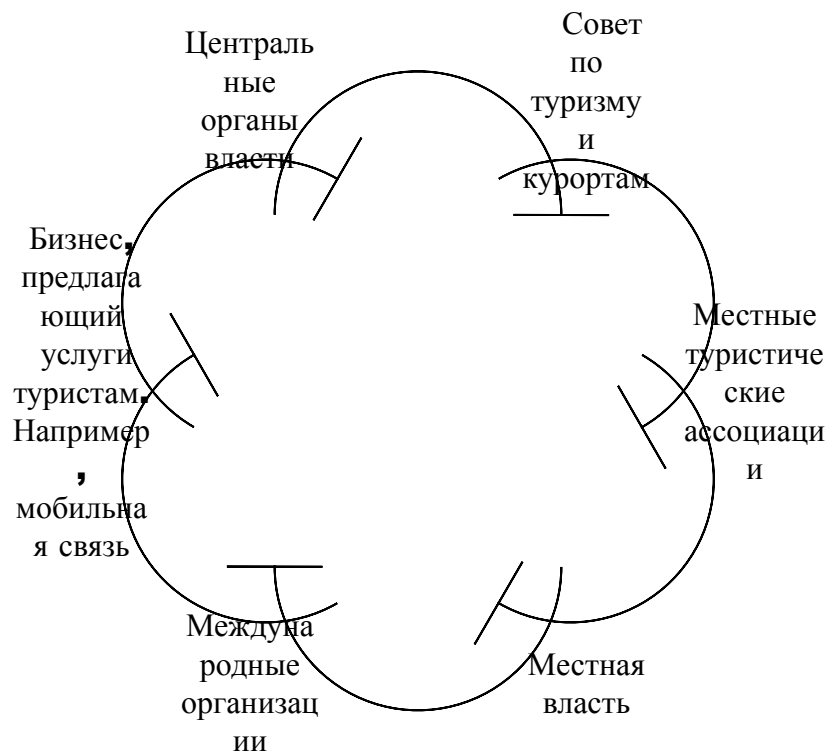 Централь
ные
органы
власти
Совет
по
туризму
и
курортам
Бизнес,
предлага
ющий
услуги
туристам.
Например
,
мобильна
я связь
Местные
туристиче
ские
ассоциаци
и
Междуна
родные
организац
ии
Местная
власть